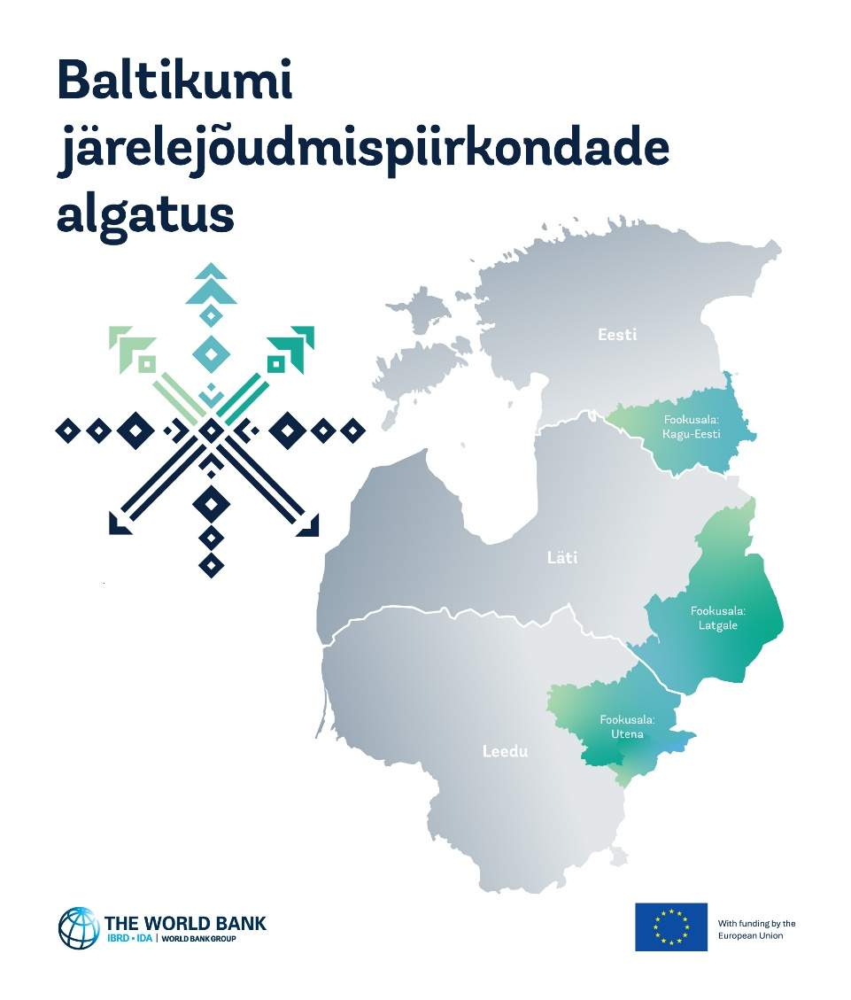 Baltikumi
järelejõudmispiirkondade
algatus
Eesti
Fookusala:
Kagu-Eesti
Läti
Fookusala:
Latgale
Fookusala:
Utena
Leedu
THE WORLD BANK
IBRD • IDA | WORLD BANK GROUP
With funding by the
European Union